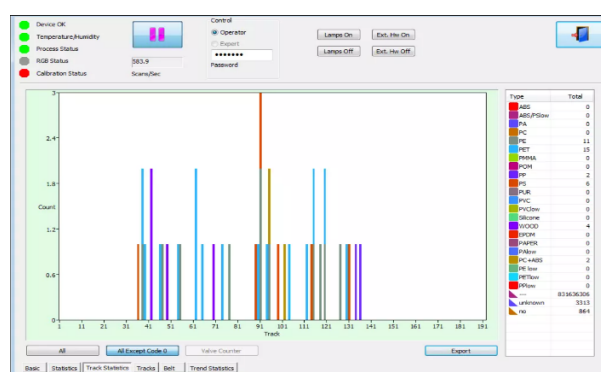 Device OK
Temperature/Humidity
Process Status
RGB Status
Calibration Status
583.9
Scans/Sec
Control
Operator
Expert
•••••••
Password
Lamps On
Ext. Hw On
Lamps Off
Ext. Hw Off
3
2.4
1.8
Count
1.2
0.6
0
1 11 21 31 41 51 61 71 81 91 101 111 121 131 141 151 161 171 181 191
Track
Type Total
ABS 0
ABS/PSlow 0
PA 0
PC 0
PE 11
PET 15
PMMA 0
POM 0
PP 2
PS 6
PUR 0
PVC 0
PVClow 0
Silicone 0
WOOD 4
EPDM 0
PAPER 0
PAlow 0
PC+ABS 2
PE low 0
PETlow 0
PPlow 0
--- 831636306
unknown 3313
no 864
All
All Except Code 0
Valve Counter
Export
Basic
Statistics
Track Statistics
Tracks
Belt
Trend Statistics